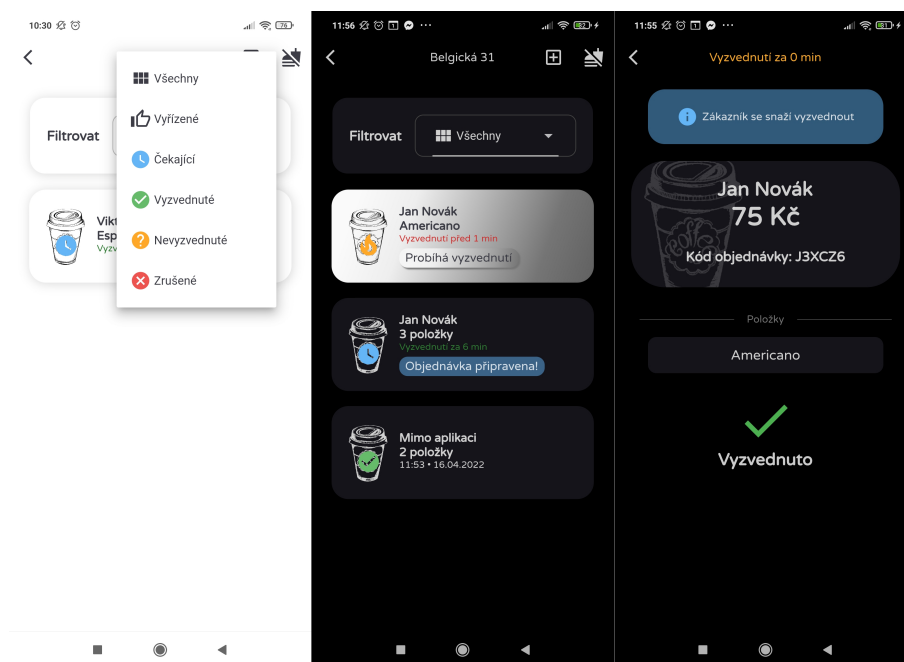 10:30
76
Všechny
Vyřízené
Filtrovat
Čekající
Vyzvednuté
Nevyzvednuté
Zrušené
Vikt
Esp
Vyzv
11:56
82
Belgická 31
Filtrovat
Všechny
Jan Novák
Americano
Vyzvednutí před 1 min
Probíhá vyzvednutí
Jan Novák
3 položky
Vyzvednutí za 6 min
Objednávka připravena!
Mimo aplikaci
2 položky
11:53 • 16.04.2022
11:55
81
Vyzvednutí za 0 min
Zákazník se snaží vyzvednout
Jan Novák
75 Kč
Kód objednávky: J3XCZ6
Položky
Americano
Vyzvednuto